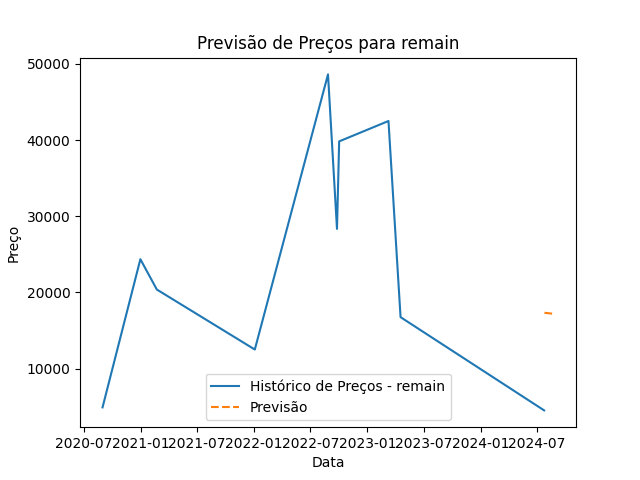 Previsão de Preços para remain
Preço
50000
40000
30000
20000
10000
Histórico de Preços - remain
Previsão
2020-07 2021-01 2021-07 2022-01 2022-07 2023-01 2023-07 2024-01 2024-07
Data